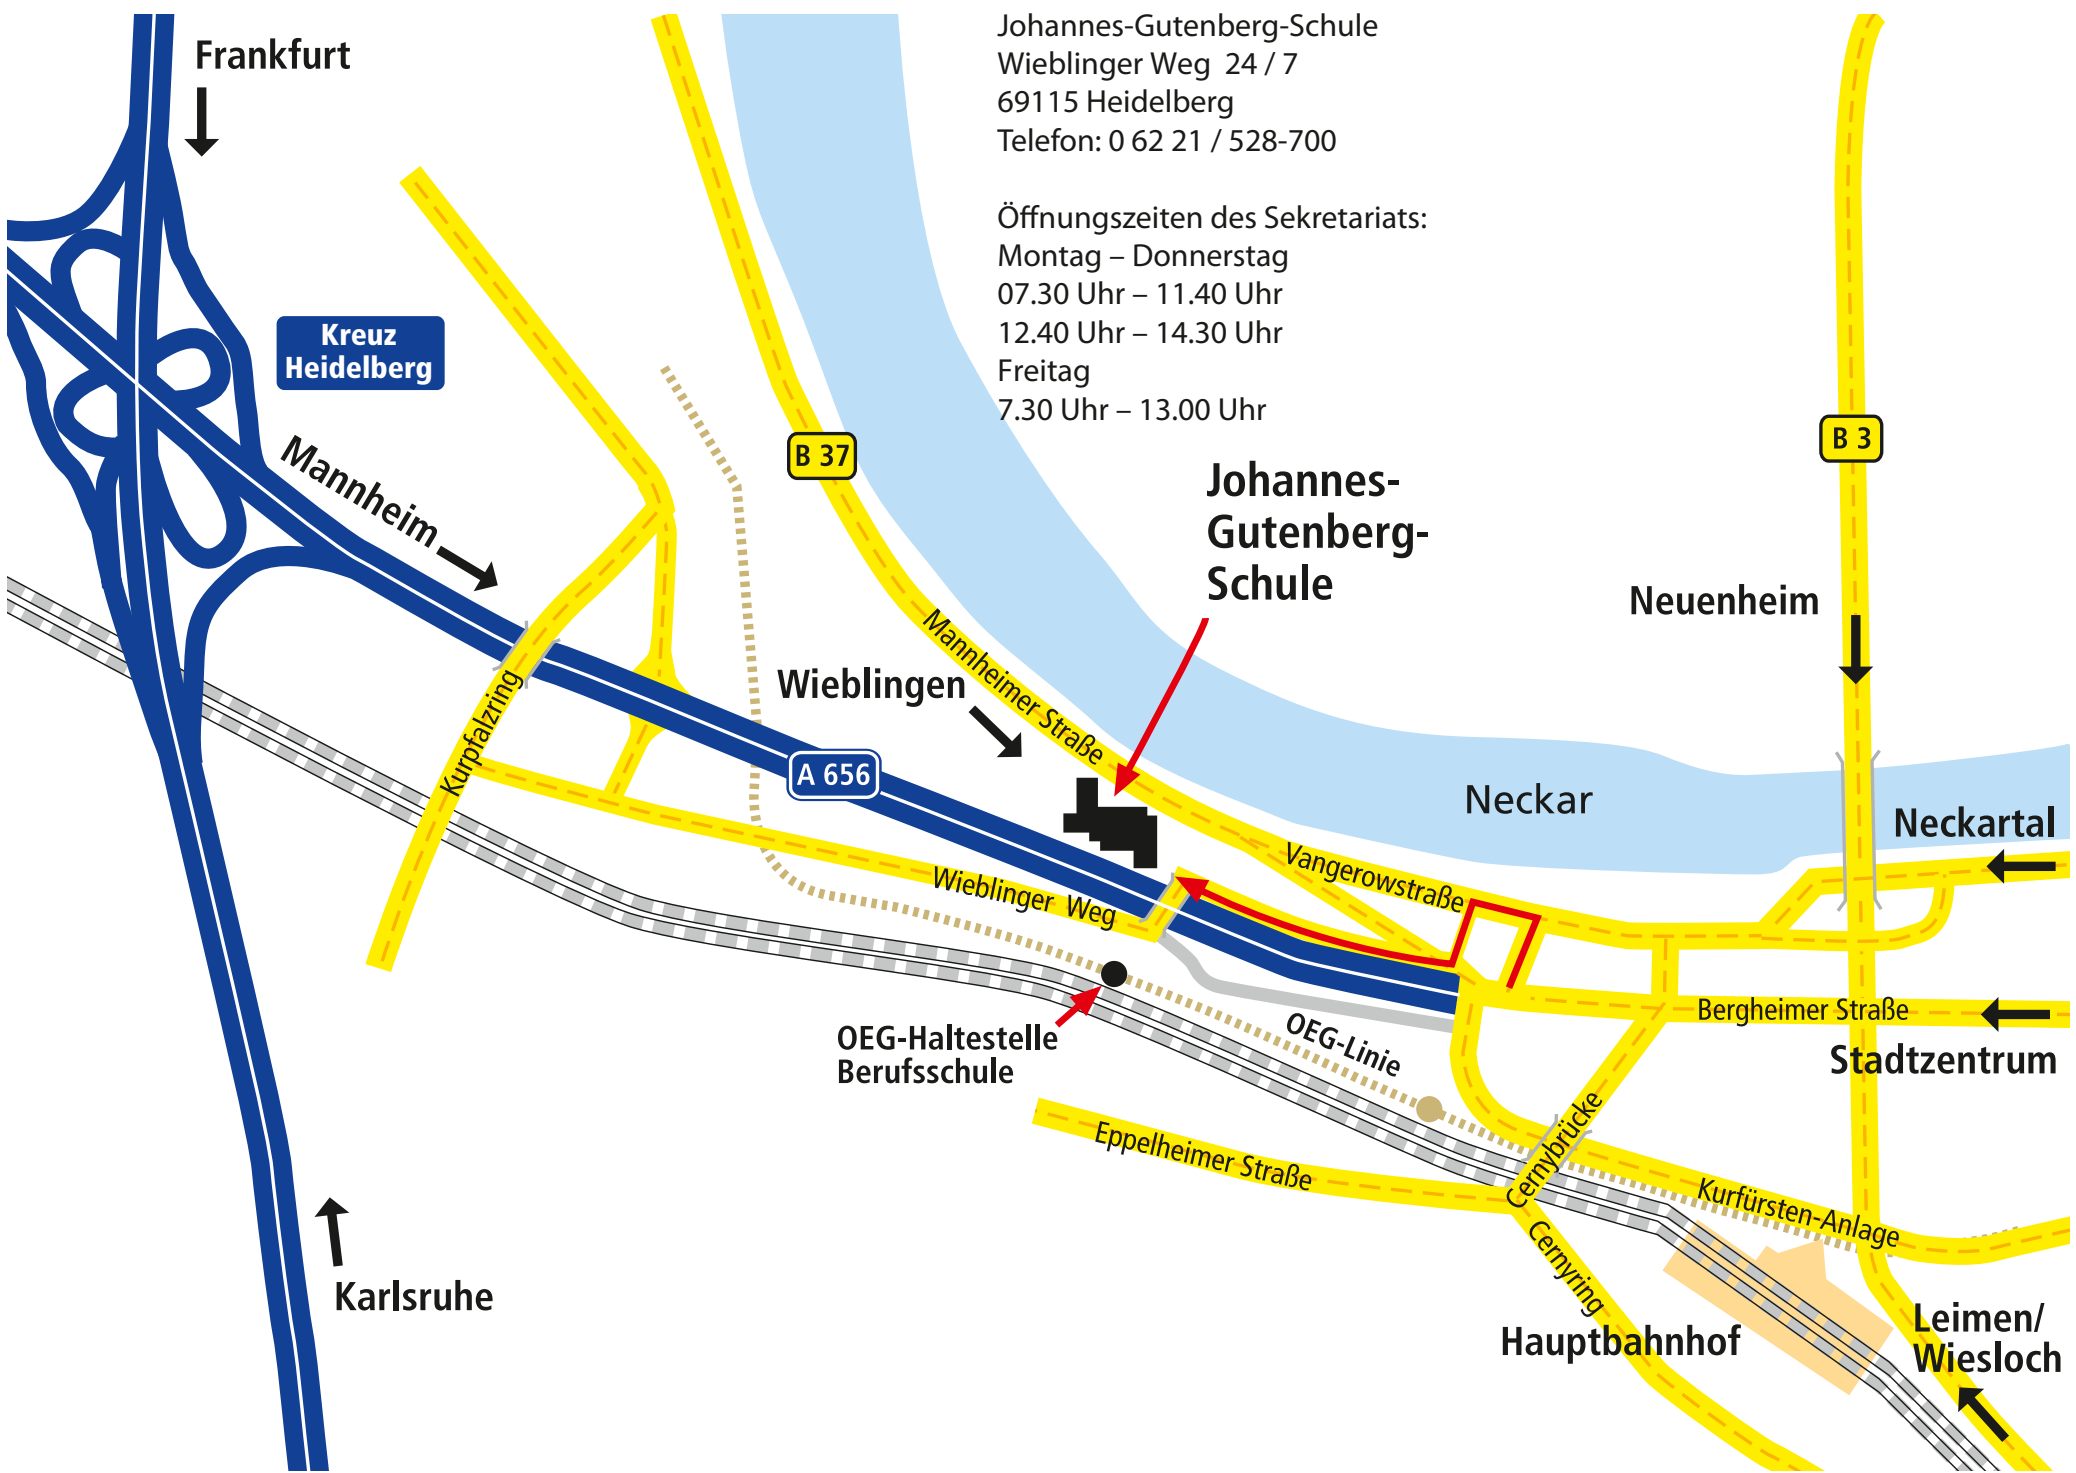 Johannes-Gutenberg-Schule
Wieblinger Weg 24 / 7
69115 Heidelberg
Telefon: 0 62 21 / 528-700
Öffnungszeiten des Sekretariats:
Montag – Donnerstag
07.30 Uhr – 11.40 Uhr
12.40 Uhr – 14.30 Uhr
Freitag
7.30 Uhr – 13.00 Uhr
Frankfurt
Kreuz
Heidelberg
Mannheim
B 37
B 3
Johannes-
Gutenberg-
Schule
Neuenheim
Mannheimer Straße
Wieblingen
Kurpfalzring
A 656
Neckar
Neckartal
Vangerowstraße
Wieblinger Weg
Bergheimer Straße
OEG-Haltestelle
Berufsschule
OEG-Linie
Stadtzentrum
Eppelheimer Straße
Cernybrücke
Kurfürsten-Anlage
Cernyring
Karlsruhe
Hauptbahnhof
Leimen/
Wiesloch